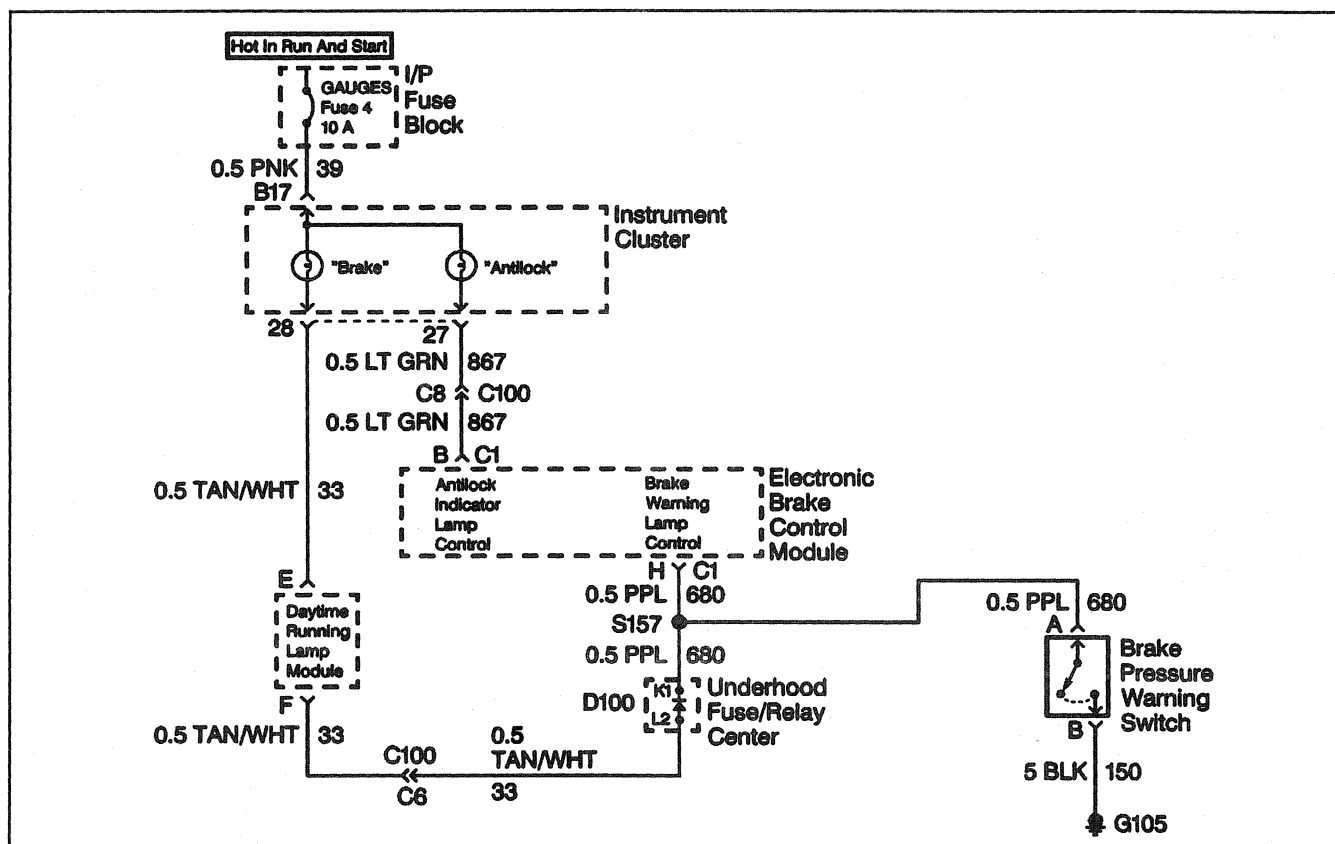 Hot In Run And Start
I/P
Fuse
Block
GAUGES
Fuse 4
10 A
0.5 PNK 39
B17
Instrument
Cluster
"Brake"
"Antilock"
28
27
0.5 LT GRN 867
C8 C100
0.5 LT GRN 867
B C1
0.5 TAN/WHT 33
Antilock
Indicator
Lamp
Control
Brake
Warning
Lamp
Control
Electronic
Brake
Control
Module
H C1
0.5 PPL 680
S157
0.5 PPL 680
0.5 PPL 680
A
Brake
Pressure
Warning
Switch
B
5 BLK 150
G105
E
Daytime
Running
Lamp
Module
F
0.5 TAN/WHT 33
C100
C6
0.5
TAN/WHT
33
D100
K1
L2
Underhood
Fuse/Relay
Center